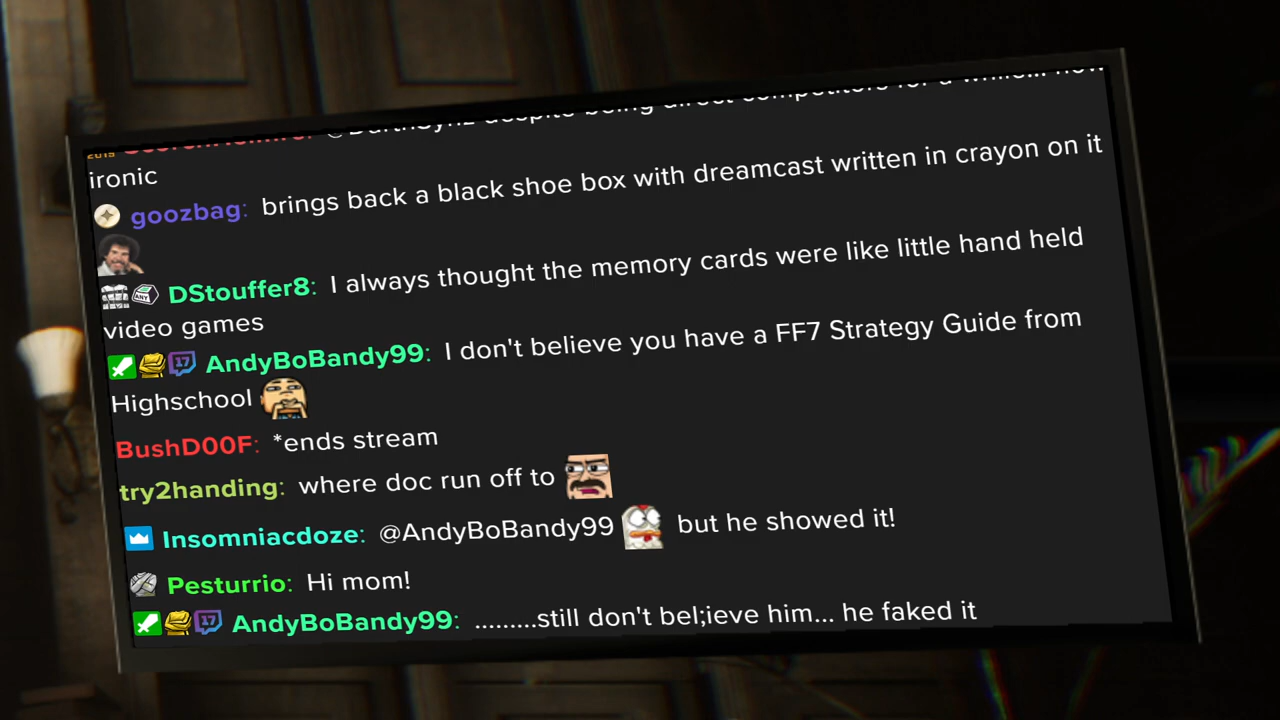 ironic
goozbag: brings back a black shoe box with dreamcast written in crayon on it
DStouffer8: I always thought the memory cards were like little hand held
video games
17 AndyBoBandy99: I don't believe you have a FF7 Strategy Guide from
Highschool
BushD00F: *ends stream
try2handing: where doc run off to
Insomniacdoze: @AndyBoBandy99 but he showed it!
Pesturrio: Hi mom!
17 AndyBoBandy99: .........still don't bel;ieve him... he faked it